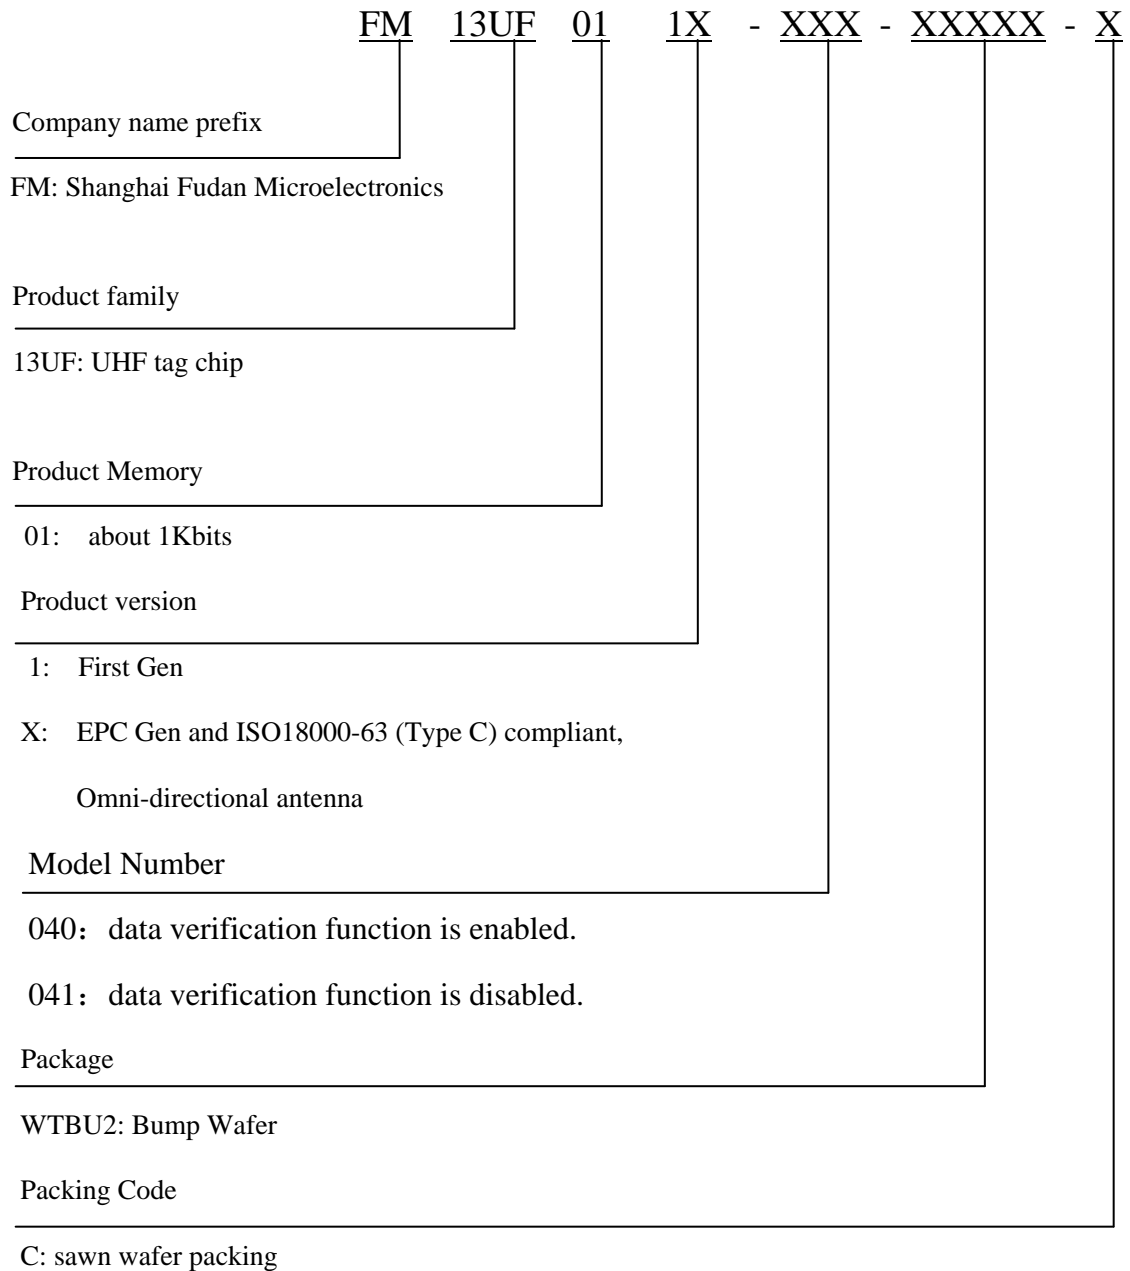 FM 13UF 01 1X - XXX - XXXXX - X
Company name prefix
FM: Shanghai Fudan Microelectronics
Product family
13UF: UHF tag chip
Product Memory
01: about 1Kbits
Product version
1: First Gen
X: EPC Gen and ISO18000-63 (Type C) compliant,
Omni-directional antenna
Model Number
040：data verification function is enabled.
041：data verification function is disabled.
Package
WTBU2: Bump Wafer
Packing Code
C: sawn wafer packing